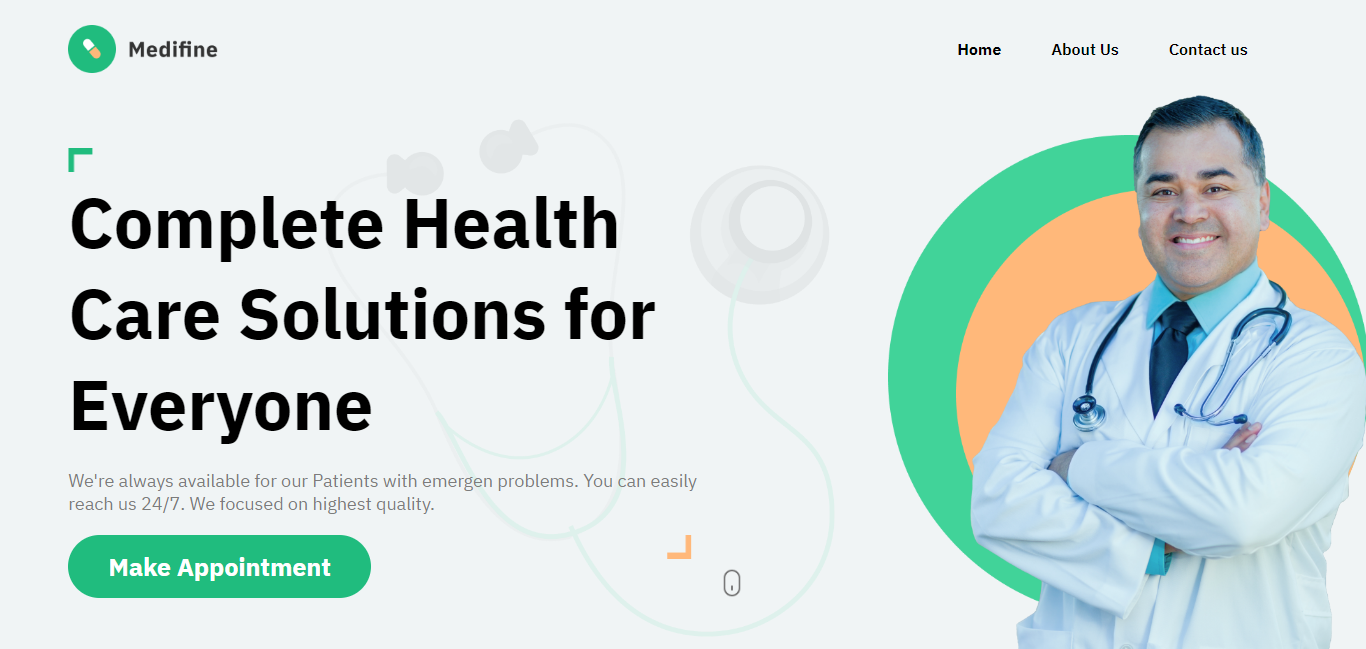 Medifine
Home
About Us
Contact us
Complete Health
Care Solutions for
Everyone
We're always available for our Patients with emergen problems. You can easily
reach us 24/7. We focused on highest quality.
Make Appointment